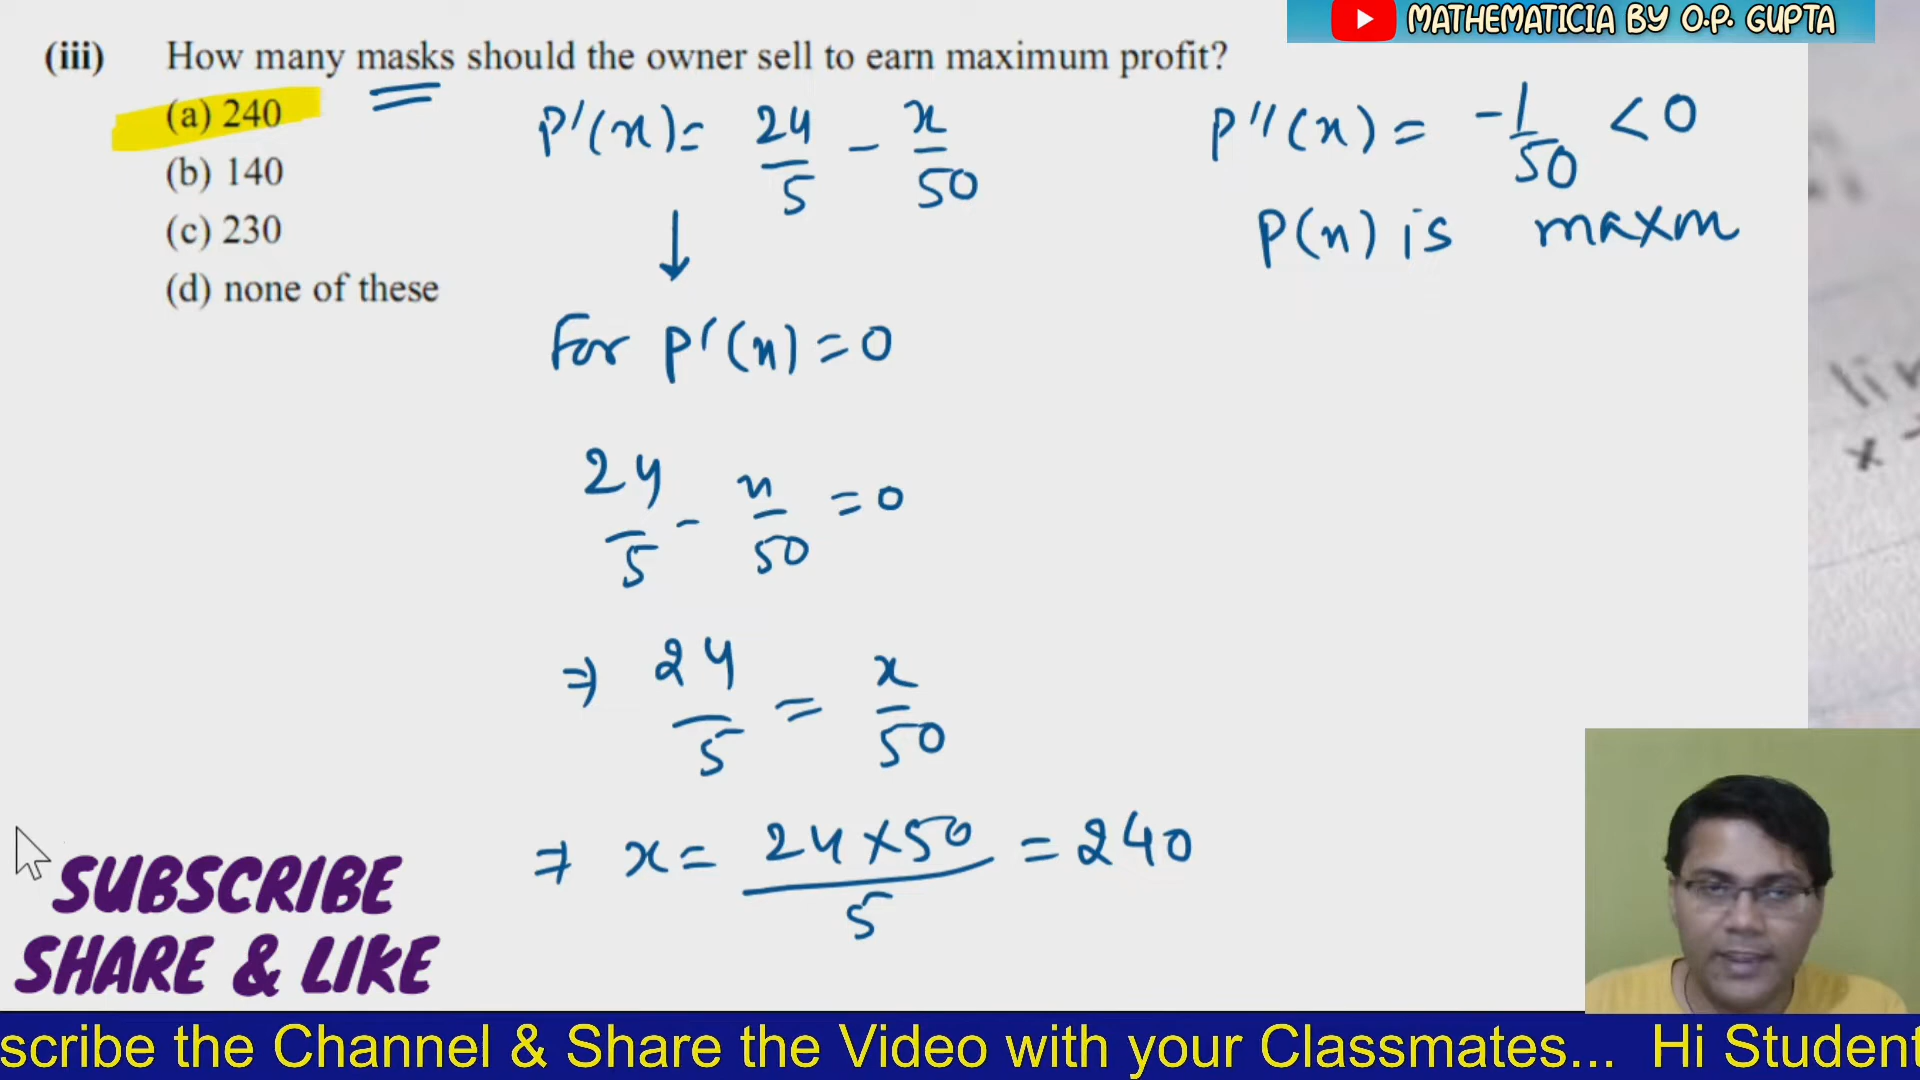 MATHEMATICIA BY O.P. GUPTA
(iii) How many masks should the owner sell to earn maximum profit?
(a) 240
(b) 140
(c) 230
(d) none of these
P'(x) = 24/5 - x/50
For P'(x) = 0
24/5 - x/50 = 0
⇒ 24/5 = x/50
⇒ x = 24×50/5 = 240
P''(x) = -1/50 < 0
P(x) is maxm
SUBSCRIBE
SHARE & LIKE
scribe the Channel & Share the Video with your Classmates... Hi Student